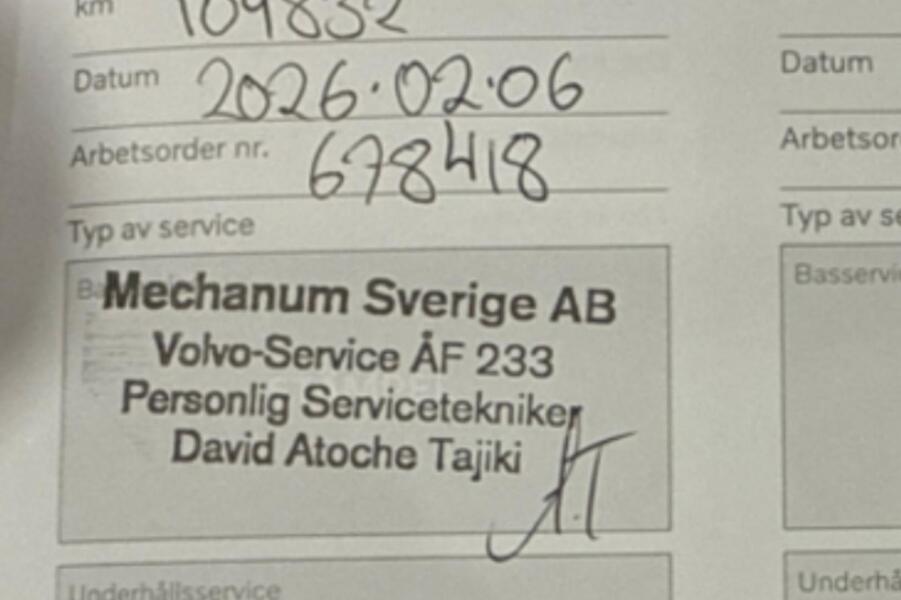 km 109832
Datum 2026.02.06
Arbetsorder nr. 678418
Typ av service
Mechanum Sverige AB
Volvo-Service ÅF 233
Personlig Servicetekniker
David Atoche Tajiki
A.T
Underhållsservice
Datum
Arbetsor
Typ av se
Basservi
Underhå